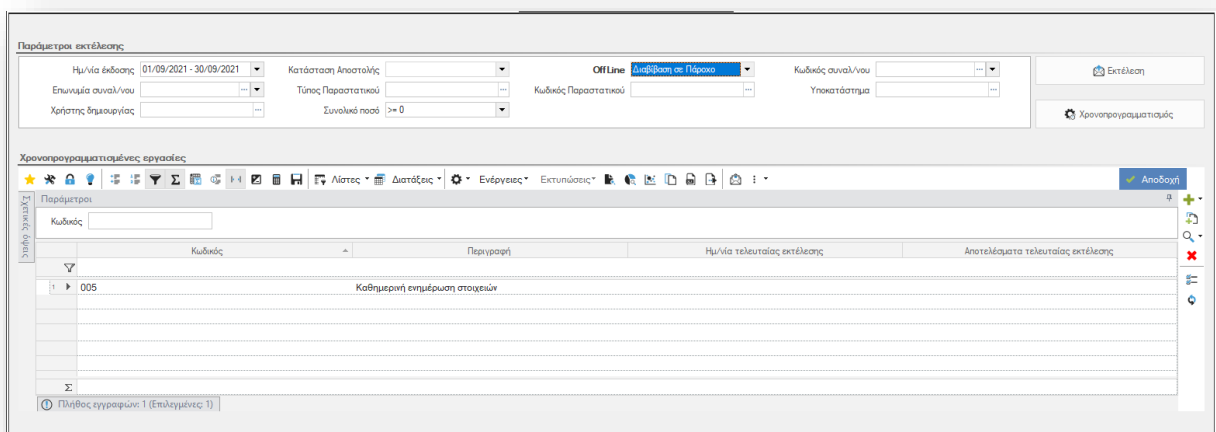 Παράμετροι εκτέλεσης
Ημ/νία έκδοσης 01/09/2021 - 30/09/2021 Κατάσταση Αποστολής Off Line Διαβίβαση σε Πάροχο Κωδικός συναλ/νου Εκτέλεση
Επωνυμία συναλ/νου Τύπος Παραστατικού Κωδικός Παραστατικού Υποκατάστημα
Χρήστης δημιουργίας Συνολικό ποσό >= 0 Χρονοπρογραμματισμός
Χρονοπρογραμματισμένες εργασίες
Λίστες Διατάξεις Ενέργειες Εκτυπώσεις Αποδοχή
Σχετικές όψεις
Παράμετροι
Κωδικός
Κωδικός Περιγραφή Ημ/νία τελευταίας εκτέλεσης Αποτελέσματα τελευταίας εκτέλεσης
1 005 Καθημερινή ενημέρωση στοιχειών
Σ
Πλήθος εγγραφών: 1 (Επιλεγμένες: 1)